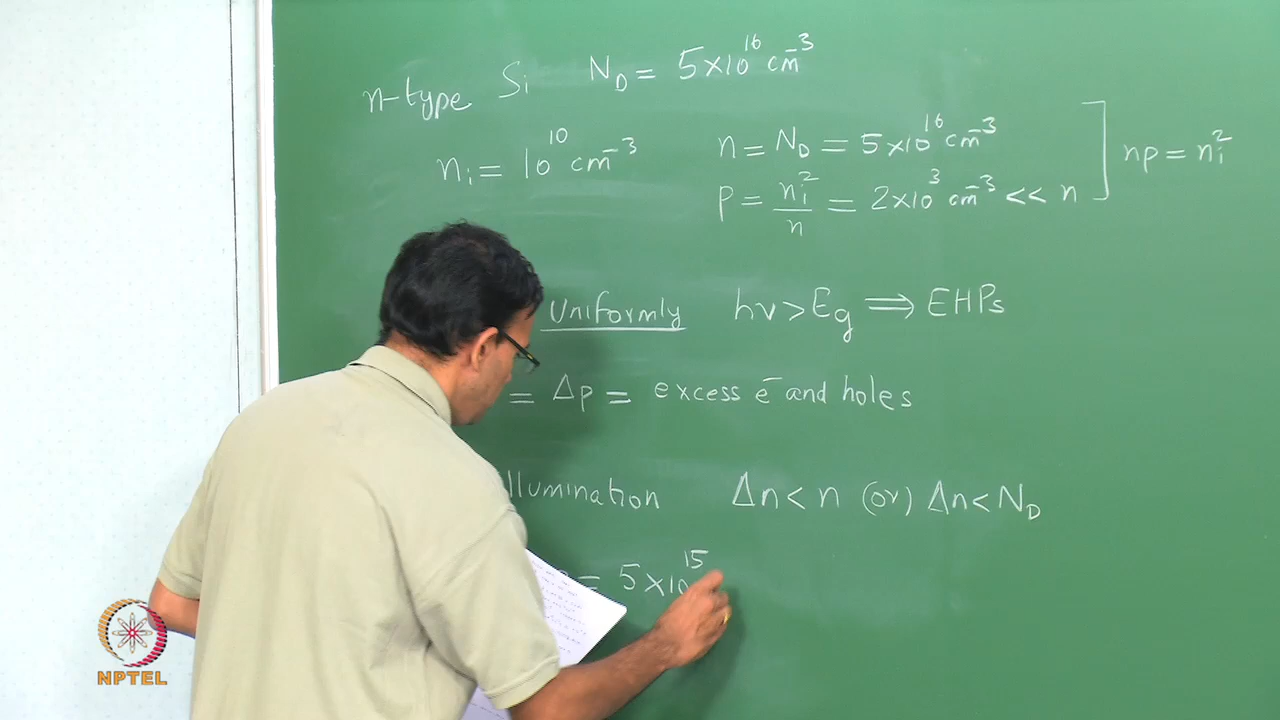 n-type Si N_D = 5×10^16 cm^-3
n_i = 10^10 cm^-3
n = N_D = 5×10^16 cm^-3
p = n_i^2/n = 2×10^3 cm^-3 << n ] np = n_i^2
Uniformly hν > Eg ⟹ EHPs
= Δp = excess e^- and holes
llumination Δn < n (or) Δn < N_D
= 5×10^15
NPTEL